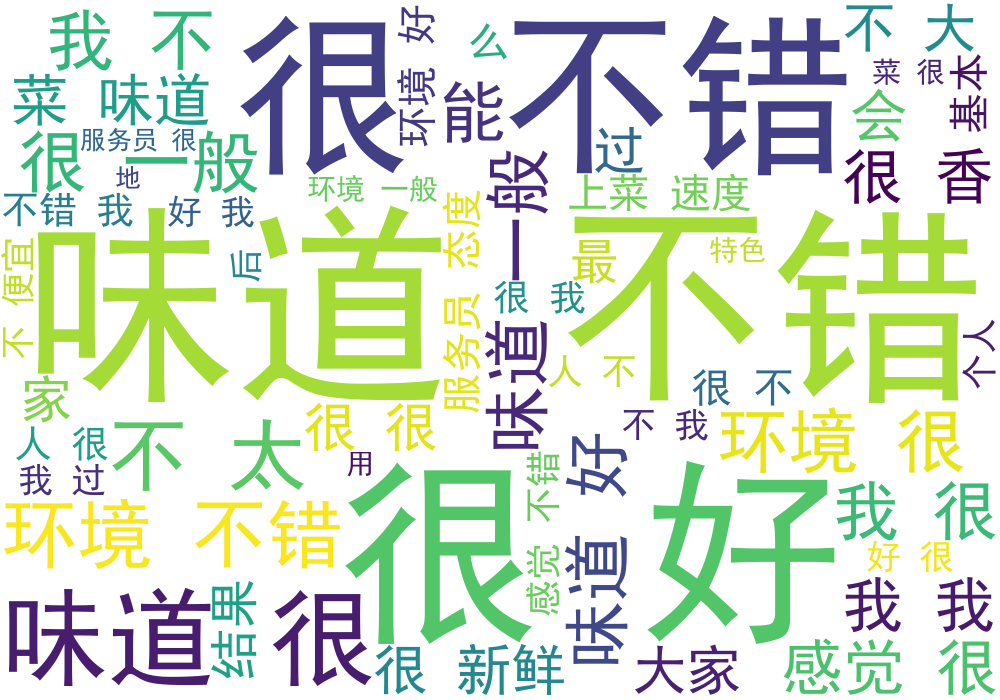 我 不
很 不错
好
么
不 大
菜 很
基本
菜 味道
环境
能
会
过
服务员 很
很 一般
地
很 香
环境 一般
味道 一般
上菜 速度
不错 我
好 我
味道 不错
服务员 态度
最
特色
不 便宜
后
很 我
个人
人 不
很 不
家
很 很
不 我
环境 很
人 很
不 太
我 过
用
味道 好
很 好
感觉 不错
我 很
环境 不错
好 很
味道 很
结果
我 我
很 新鲜
大家
感觉 很